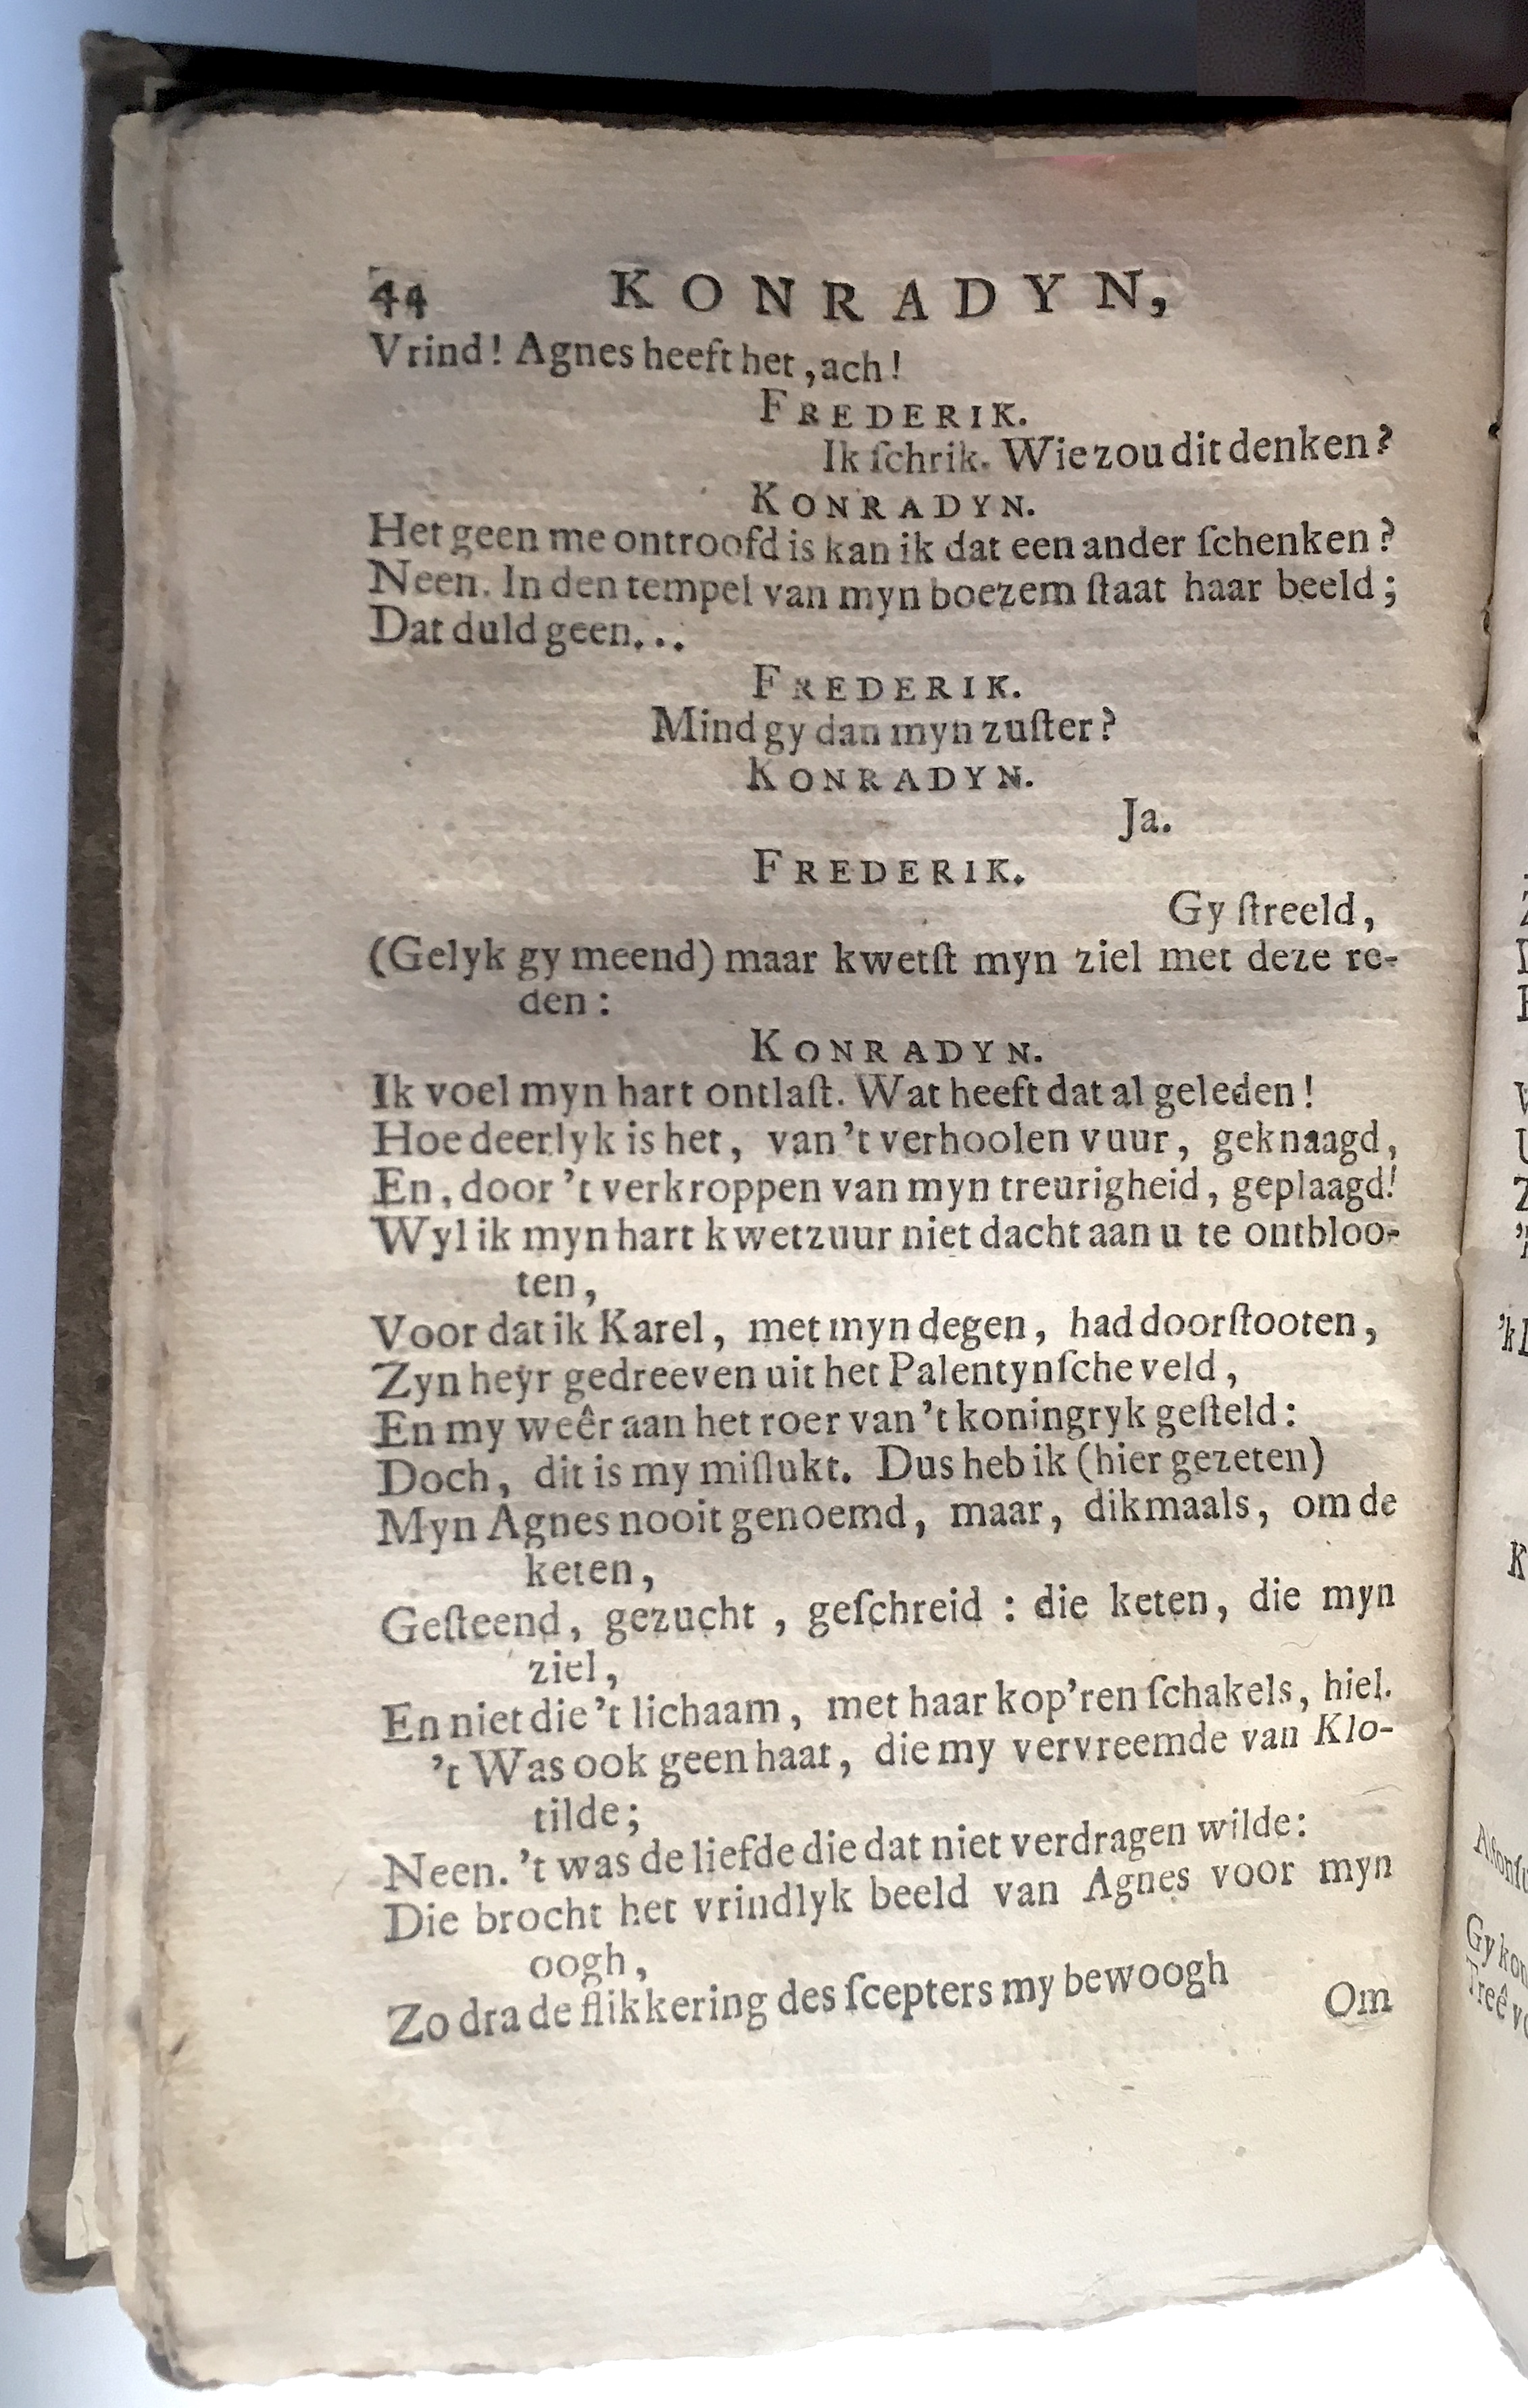 44 KONRADYN,
Vrind! Agnes heeft het, ach!
FREDERIK.
Ik ſchrik. Wie zou dit denken?
KONRADYN.
Het geen me ontroofd is kan ik dat een ander ſchenken?
Neen. In den tempel van myn boezem ſtaat haar beeld;
Dat duld geen...
FREDERIK.
Mind gy dan myn zuſter?
KONRADYN.
Ja.
FREDERIK.
Gy ſtreeld,
(Gelyk gy meend) maar kwetſt myn ziel met deze re-
den:
KONRADYN.
Ik voel myn hart ontlaſt. Wat heeft dat al geleden!
Hoe deerlyk is het, van 't verhoolen vuur, geknaagd,
En, door 't verkroppen van myn treurigheid, geplaagd!
Wyl ik myn hart kwetzuur niet dacht aan u te ontbloo-
ten,
Voor dat ik Karel, met myn degen, had doorſtooten,
Zyn heyr gedreeven uit het Palentynſche veld,
En my weêr aan het roer van 't koningryk geſteld:
Doch, dit is my miſlukt. Dus heb ik (hier gezeten)
Myn Agnes nooit genoemd, maar, dikmaals, om de
keten,
Geſteend, gezucht, geſchreid: die keten, die myn
ziel,
En niet die 't lichaam, met haar kop'ren ſchakels, hiel.
't Was ook geen haat, die my vervreemde van Klo-
tilde;
Neen. 't was de liefde die dat niet verdragen wilde:
Die brocht het vrindlyk beeld van Agnes voor myn
oogh,
Zo dra de flikkering des ſcepters my bewoogh
Om